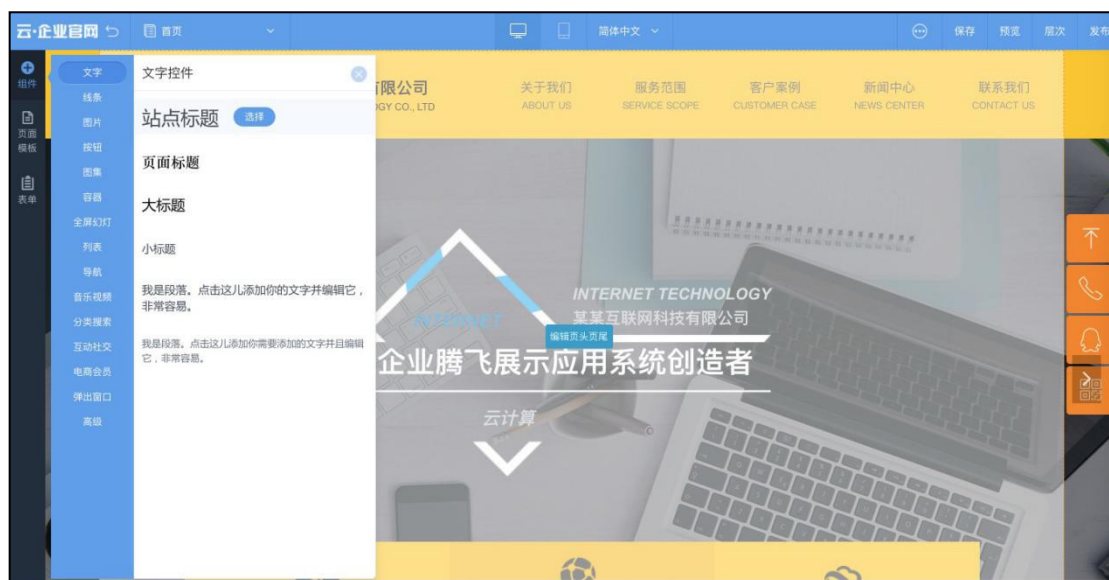 云·企业官网
首页
简体中文
保存
预览
层次
发布
组件
页面
模板
表单
文字
线条
图片
按钮
图集
容器
全屏幻灯
列表
导航
音乐视频
分类搜索
互动社交
电商会员
弹出窗口
高级
文字控件
站点标题
选择
页面标题
大标题
小标题
我是段落。点击这儿添加你的文字并编辑它，
非常容易。
我是段落。点击这儿添加你需要添加的文字并且编辑
它，非常容易。
有限公司
GY CO., LTD
关于我们
ABOUT US
服务范围
SERVICE SCOPE
客户案例
CUSTOMER CASE
新闻中心
NEWS CENTER
联系我们
CONTACT US
INTERNET TECHNOLOGY
INTERNET
某某互联网科技有限公司
编辑页头页尾
企业腾飞展示应用系统创造者
云计算